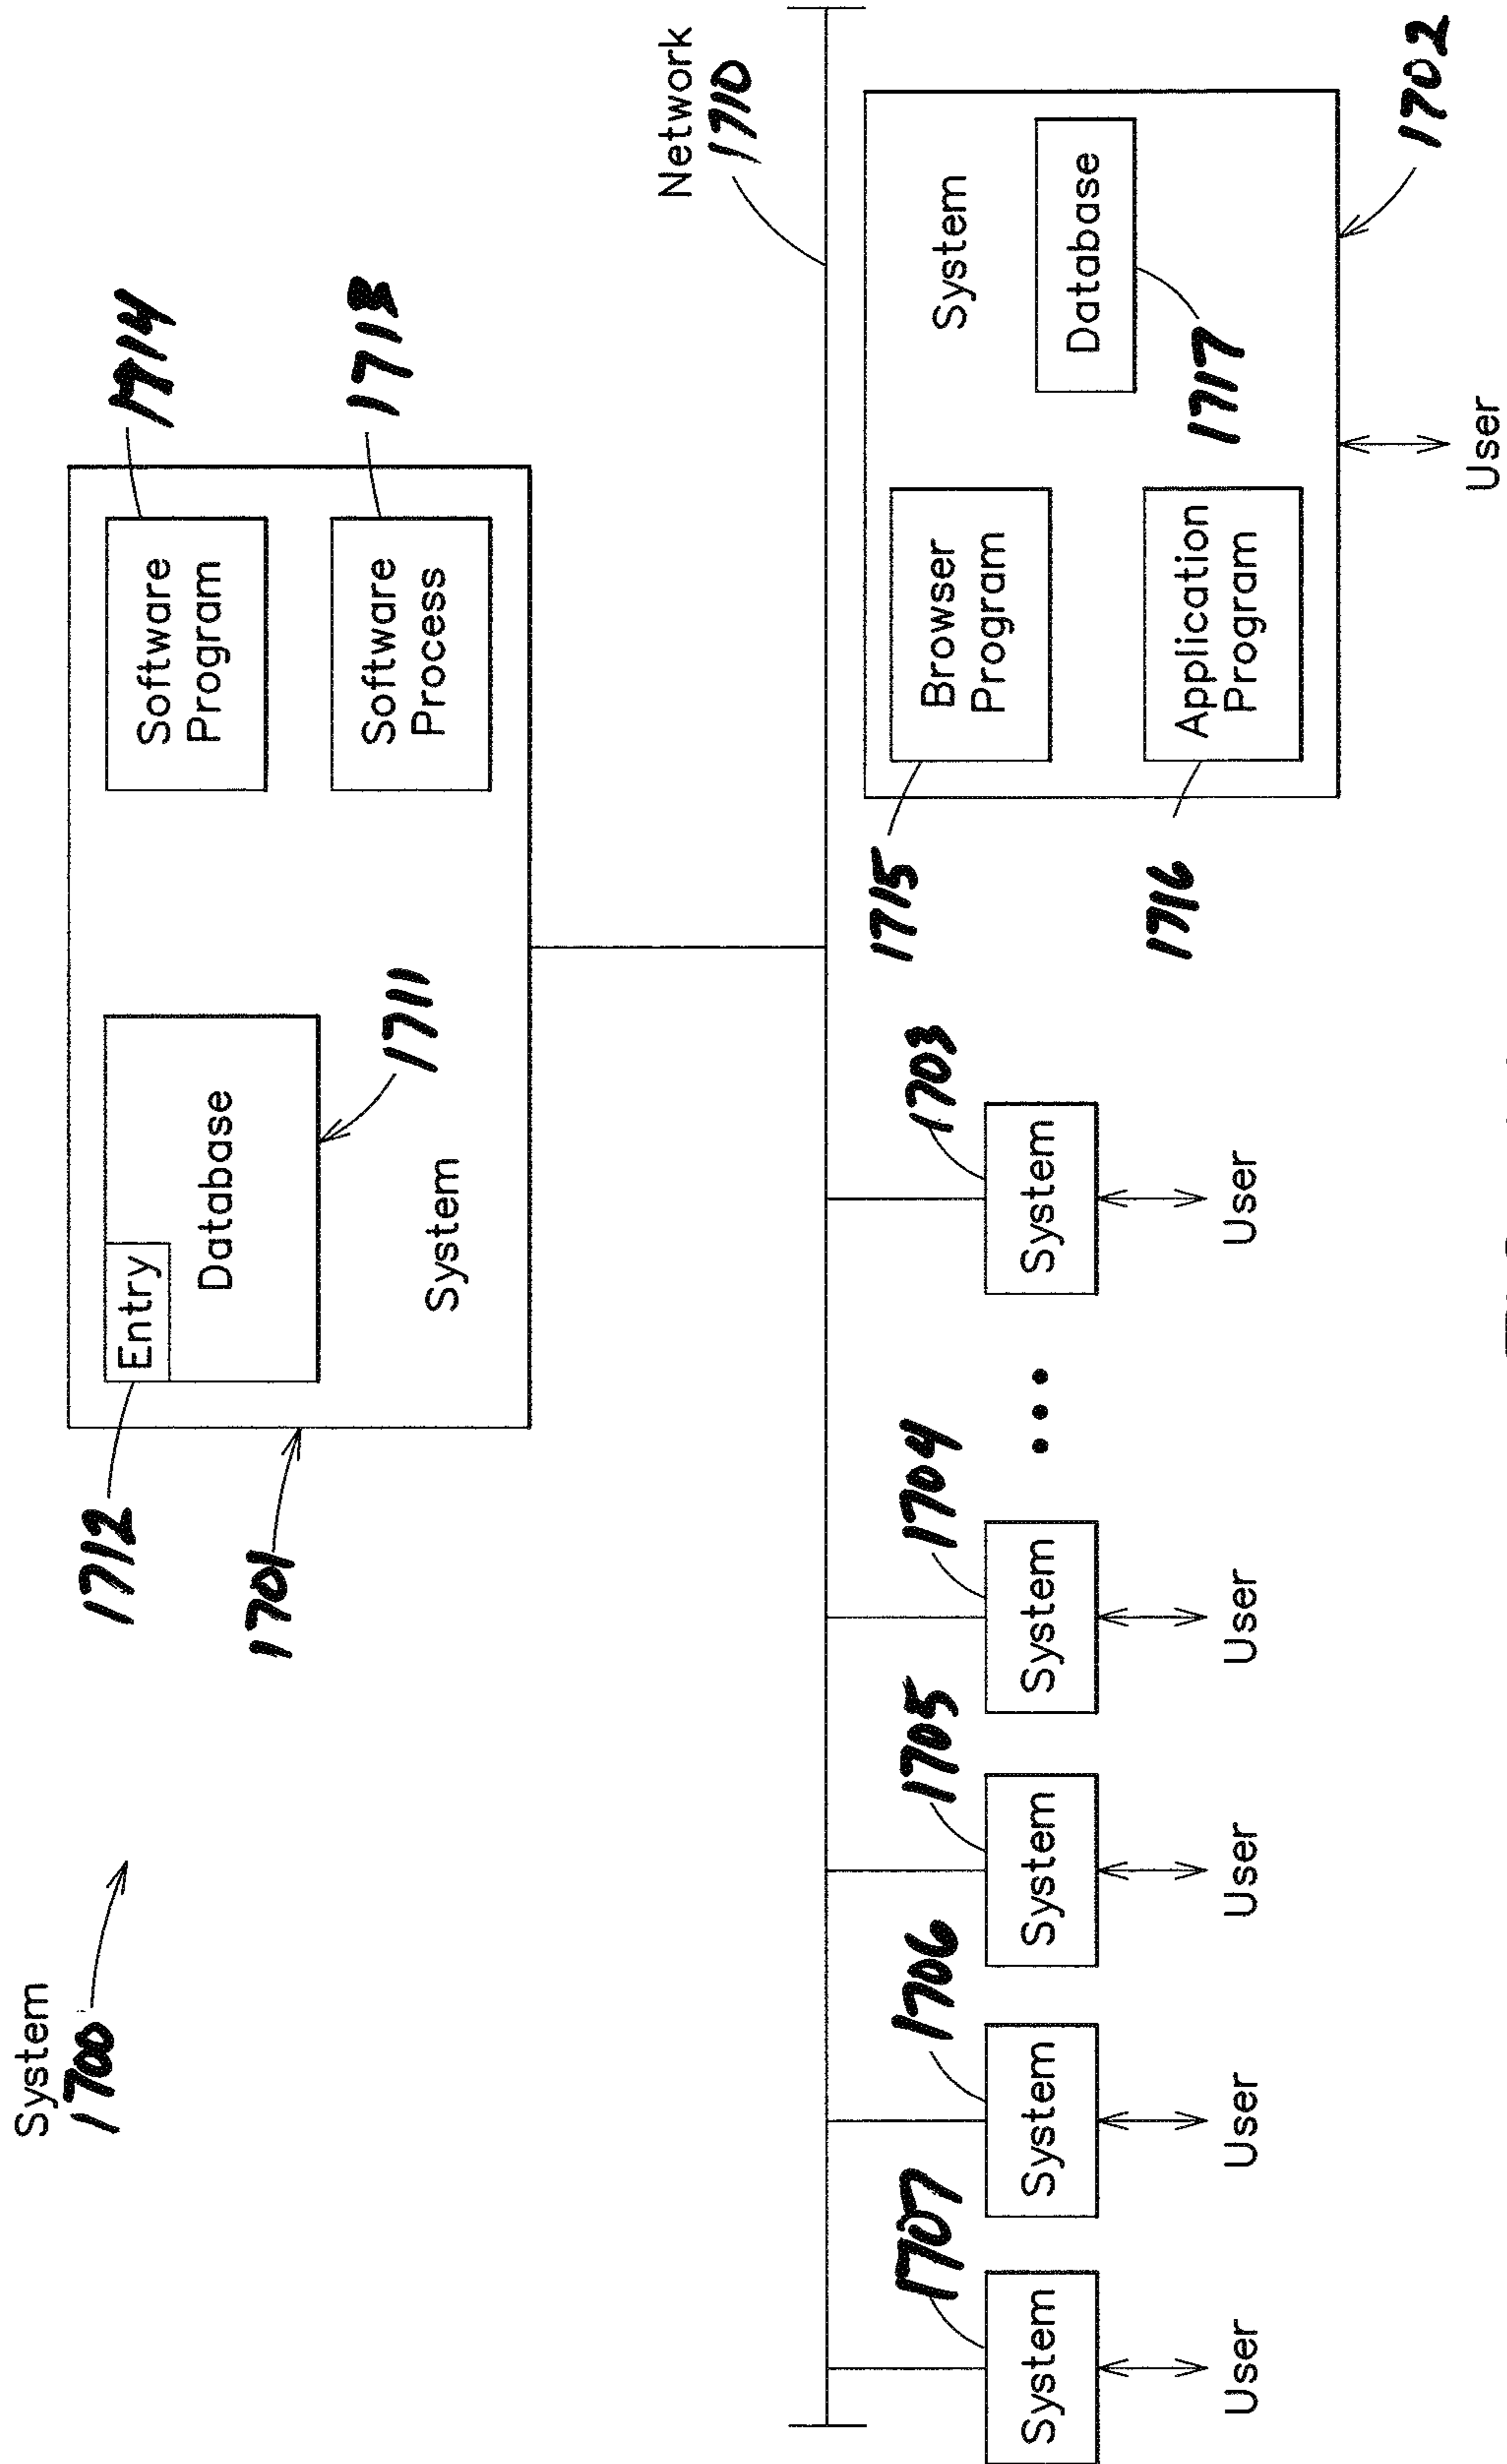 System
1700
1712
1701
Entry
Database
1711
System
Software
Program
1714
Software
Process
1713
Network
1710
1707
System
User
1706
System
User
1705
System
User
1704
System
User
1703
System
User
1715
Browser
Program
System
1716
Application
Program
Database
1717
1702
User